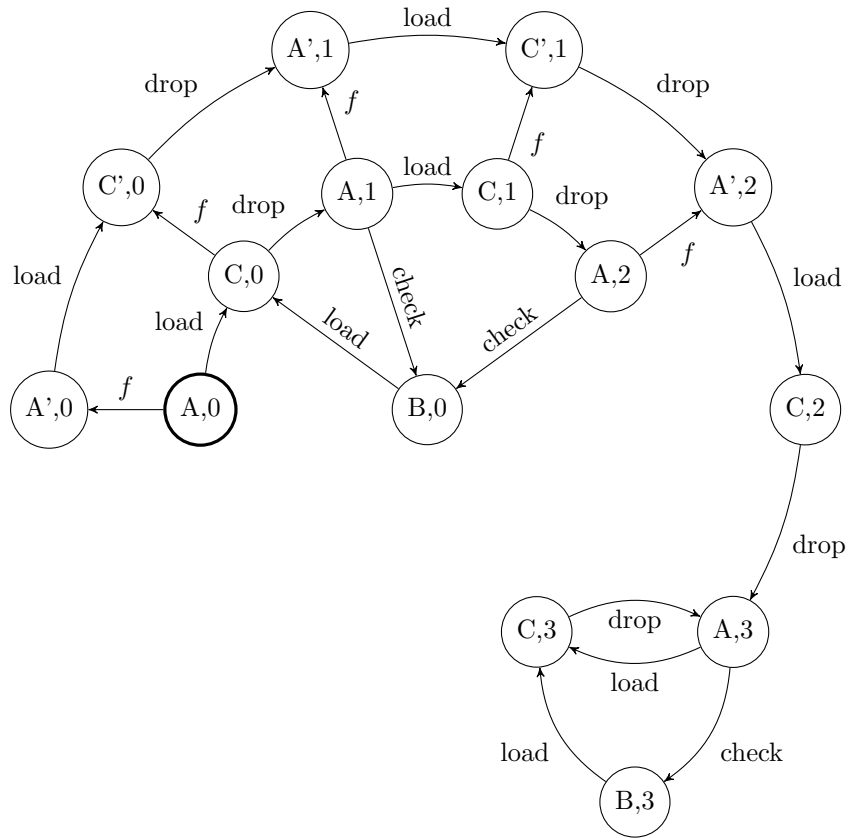 load
A',1
C',1
drop
drop
f
f
load
C',0
A,1
C,1
A',2
f
drop
drop
f
load
C,0
check
A,2
load
load
load
check
f
A',0
A,0
B,0
C,2
drop
C,3
drop
A,3
load
load
check
B,3